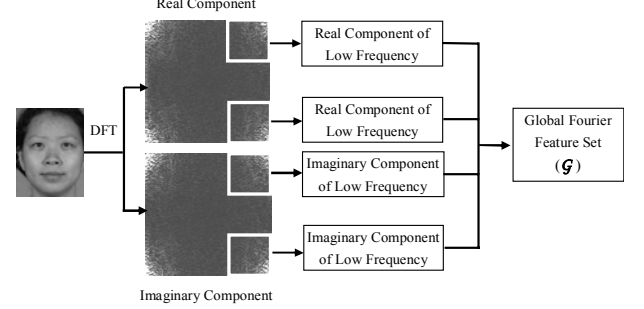 Real Component
DFT
Real Component of
Low Frequency
Real Component of
Low Frequency
Imaginary Component
of Low Frequency
Imaginary Component
of Low Frequency
Global Fourier
Feature Set
(G)
Imaginary Component